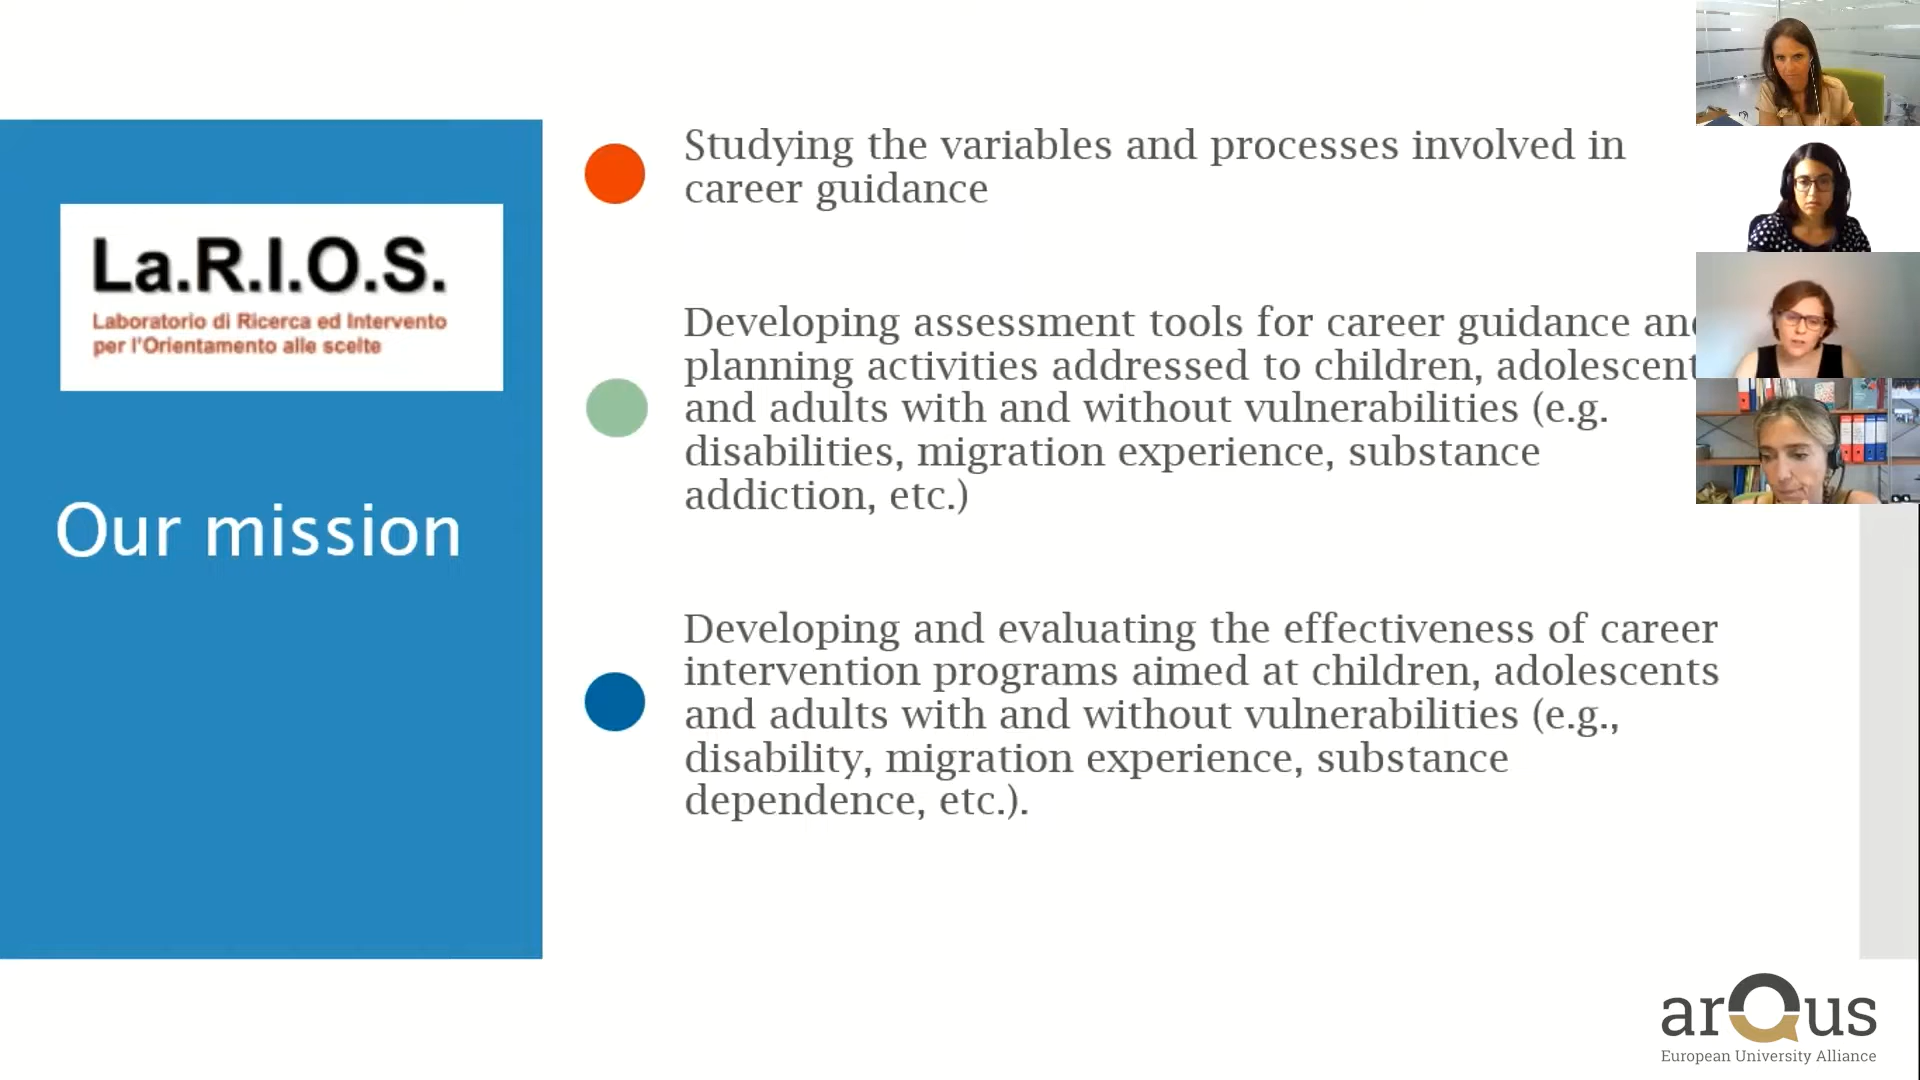 La.R.I.O.S.
Laboratorio di Ricerca ed Intervento
per l'Orientamento alle scelte
Our mission
Studying the variables and processes involved in
career guidance
Developing assessment tools for career guidance
planning activities addressed to children,
and adults with and without vulnerabilities (e.g.
disabilities, migration experience, substance
addiction, etc.)
Developing and evaluating the effectiveness of career
intervention programs aimed at children, adolescents
and adults with and without vulnerabilities (e.g.,
disability, migration experience, substance
dependence, etc.).
arQus
European University Alliance